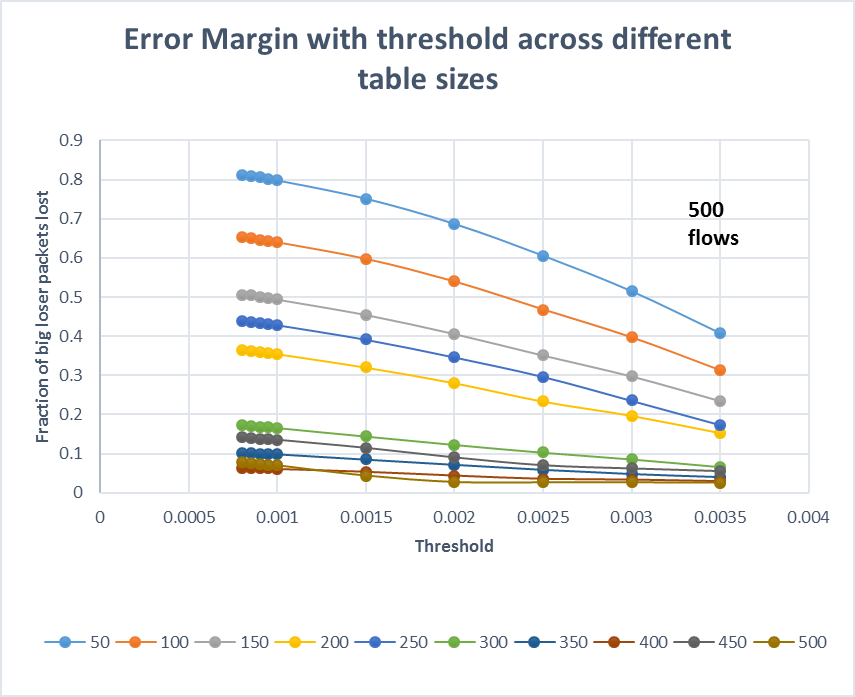 Error Margin with threshold across different
table sizes
Fraction of big loser packets lost
0.9
0.8
0.7
0.6
0.5
0.4
0.3
0.2
0.1
0
500
flows
0 0.0005 0.001 0.0015 0.002 0.0025 0.003 0.0035 0.004
Threshold
50 100 150 200 250 300 350 400 450 500